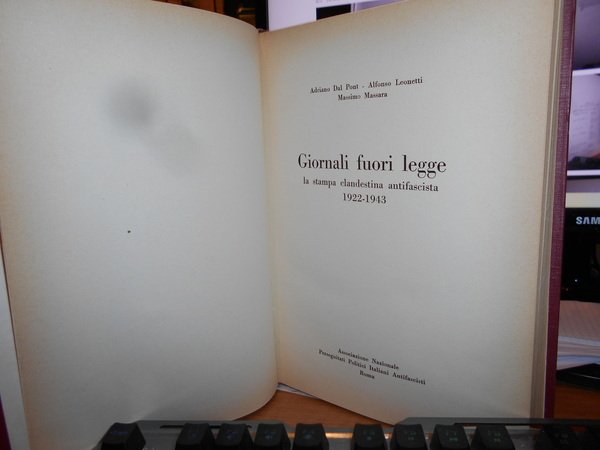 Adriano Dal Pont - Alfonso Leonetti
Massimo Massara
Giornali fuori legge
la stampa clandestina antifascista
1922-1943
Associazione Nazionale
Perseguitati Politici Italiani Antifascisti
Roma
SAM